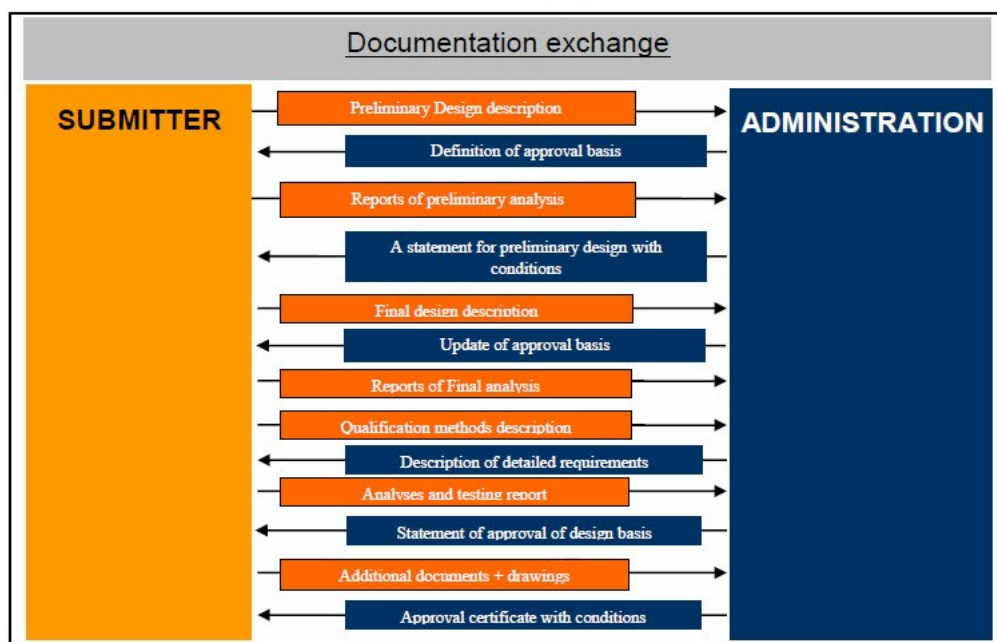 Documentation exchange
SUBMITTER
ADMINISTRATION
Preliminary Design description
Definition of approval basis
Reports of preliminary analysis
A statement for preliminary design with
conditions
Final design description
Update of approval basis
Reports of Final analysis
Qualification methods description
Description of detailed requirements
Analyses and testing report
Statement of approval of design basis
Additional documents + drawings
Approval certificate with conditions